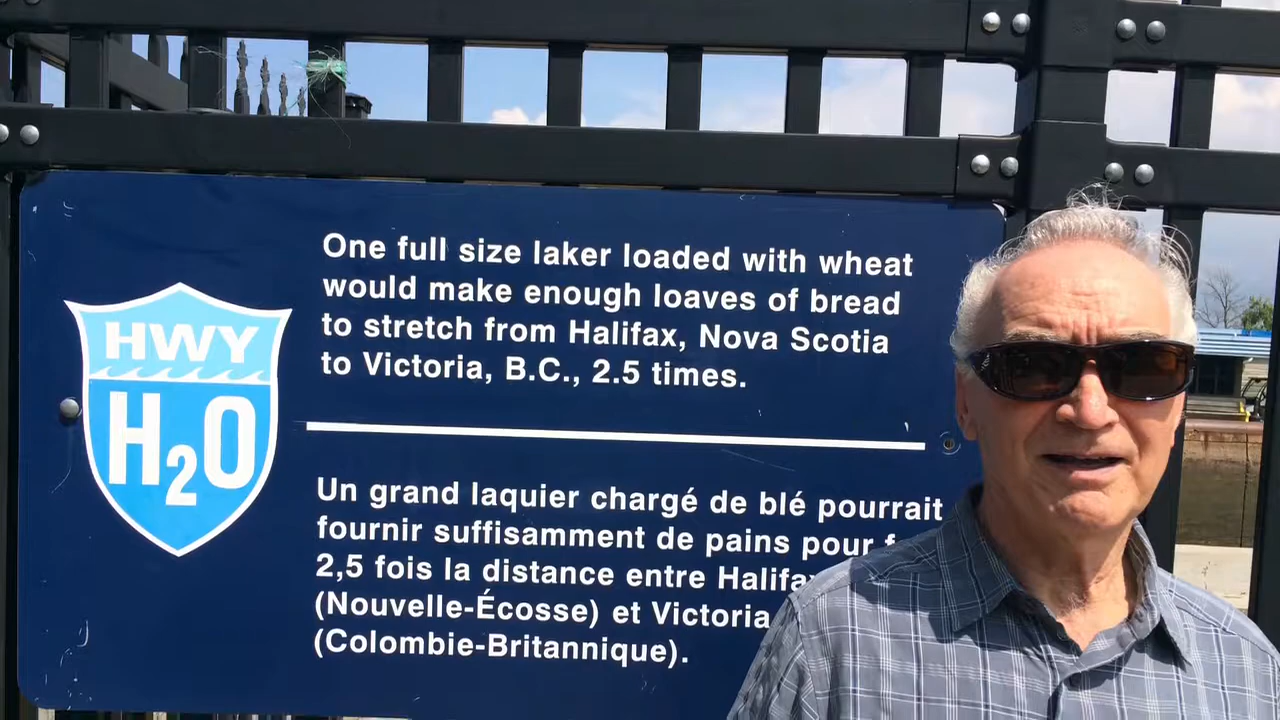 HWY
H2O
One full size laker loaded with wheat
would make enough loaves of bread
to stretch from Halifax, Nova Scotia
to Victoria, B.C., 2.5 times.
Un grand laquier chargé de blé pourrait
fournir suffisamment de pains pour
2,5 fois la distance entre
(Nouvelle-Écosse) et Victoria
(Colombie-Britannique).